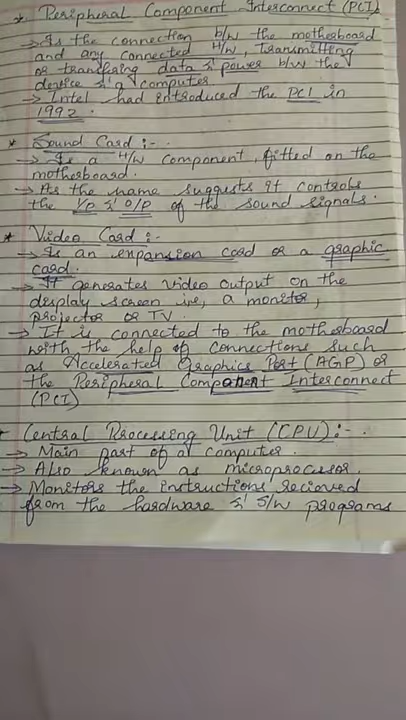 * Peripheral Component Interconnect (PCI)
→ Is the connection b/w the motherboard
and any connected H/W, transmitting
or transfering data & power b/w the
device & a computer
→ Intel had introduced the PCI in
1992.
* Sound Card :-
→ Is a H/W component, fitted on the
motherboard.
→ As the name suggests it controls
the I/P & O/P of the sound signals.
* Video Card :-
→ Is an expansion card or a graphic
card.
→ It generates video output on the
display screen i.e, a monitor,
projector or TV.
→ It is connected to the motherboard
with the help of connections such
as Accelerated Graphics Port (AGP) or
the Peripheral Component Interconnect
(PCI)
Central Processing Unit (CPU) :-
→ Main part of a computer.
→ Also known as microprocessor.
→ Monitors the instructions recieved
from the hardware & S/W programs